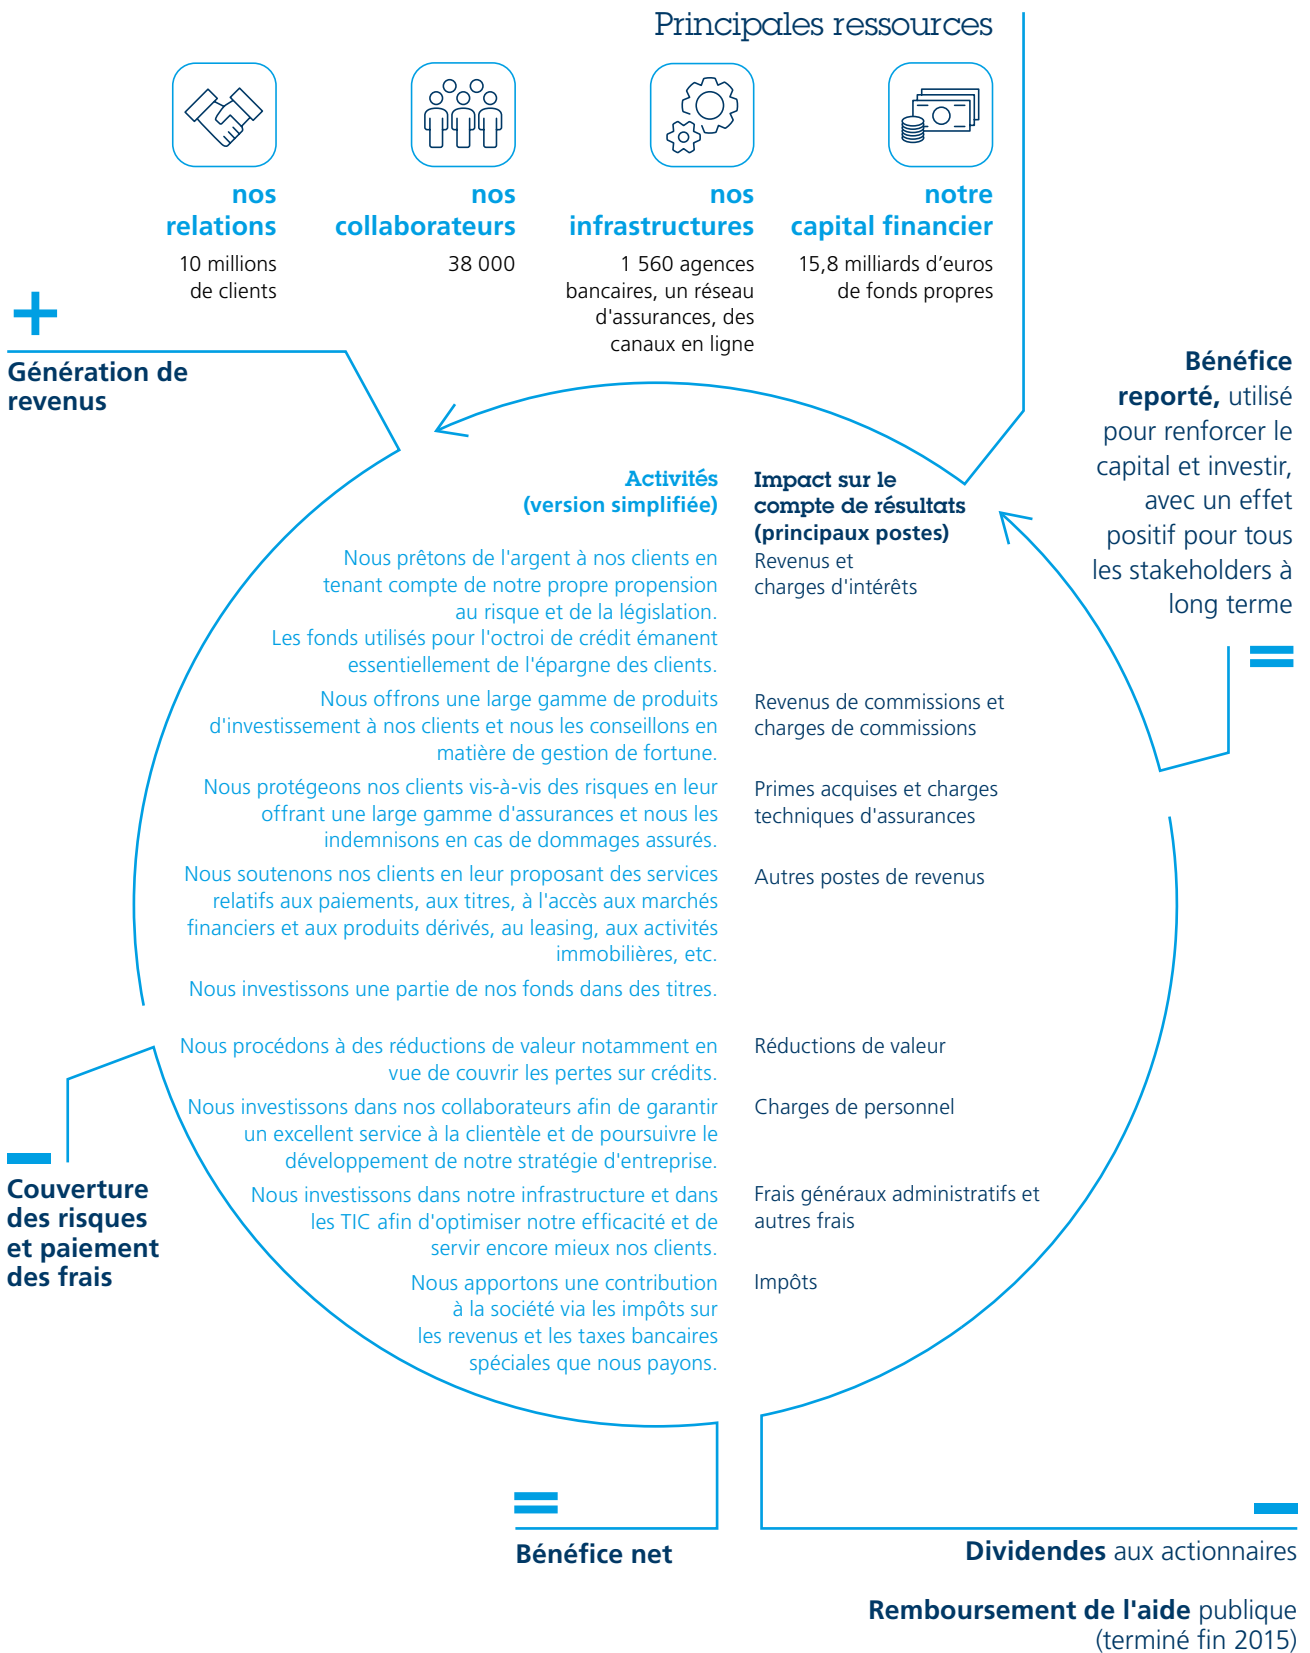 Principales ressources
nos
relations
10 millions
de clients
nos
collaborateurs
38 000
nos
infrastructures
1 560 agences
bancaires, un réseau
d'assurances, des
canaux en ligne
notre
capital financier
15,8 milliards d’euros
de fonds propres
+
Génération de
revenus
Bénéfice
reporté, utilisé
pour renforcer le
capital et investir,
avec un effet
positif pour tous
les stakeholders à
long terme
=
Activités
(version simplifiée)
Impact sur le
compte de résultats
(principaux postes)
Nous prêtons de l'argent à nos clients en
tenant compte de notre propre propension
au risque et de la législation.
Les fonds utilisés pour l'octroi de crédit émanent
essentiellement de l'épargne des clients.
Revenus et
charges d'intérêts
Nous offrons une large gamme de produits
d'investissement à nos clients et nous les conseillons en
matière de gestion de fortune.
Revenus de commissions et
charges de commissions
Nous protégeons nos clients vis-à-vis des risques en leur
offrant une large gamme d'assurances et nous les
indemnisons en cas de dommages assurés.
Primes acquises et charges
techniques d'assurances
Nous soutenons nos clients en leur proposant des services
relatifs aux paiements, aux titres, à l'accès aux marchés
financiers et aux produits dérivés, au leasing, aux activités
immobilières, etc.
Autres postes de revenus
Nous investissons une partie de nos fonds dans des titres.
Nous procédons à des réductions de valeur notamment en
vue de couvrir les pertes sur crédits.
Réductions de valeur
Nous investissons dans nos collaborateurs afin de garantir
un excellent service à la clientèle et de poursuivre le
développement de notre stratégie d'entreprise.
Charges de personnel
Nous investissons dans notre infrastructure et dans
les TIC afin d'optimiser notre efficacité et de
servir encore mieux nos clients.
Frais généraux administratifs et
autres frais
Nous apportons une contribution
à la société via les impôts sur
les revenus et les taxes bancaires
spéciales que nous payons.
Impôts
–
Couverture
des risques
et paiement
des frais
=
Bénéfice net
–
Dividendes aux actionnaires
Remboursement de l'aide publique
(terminé fin 2015)